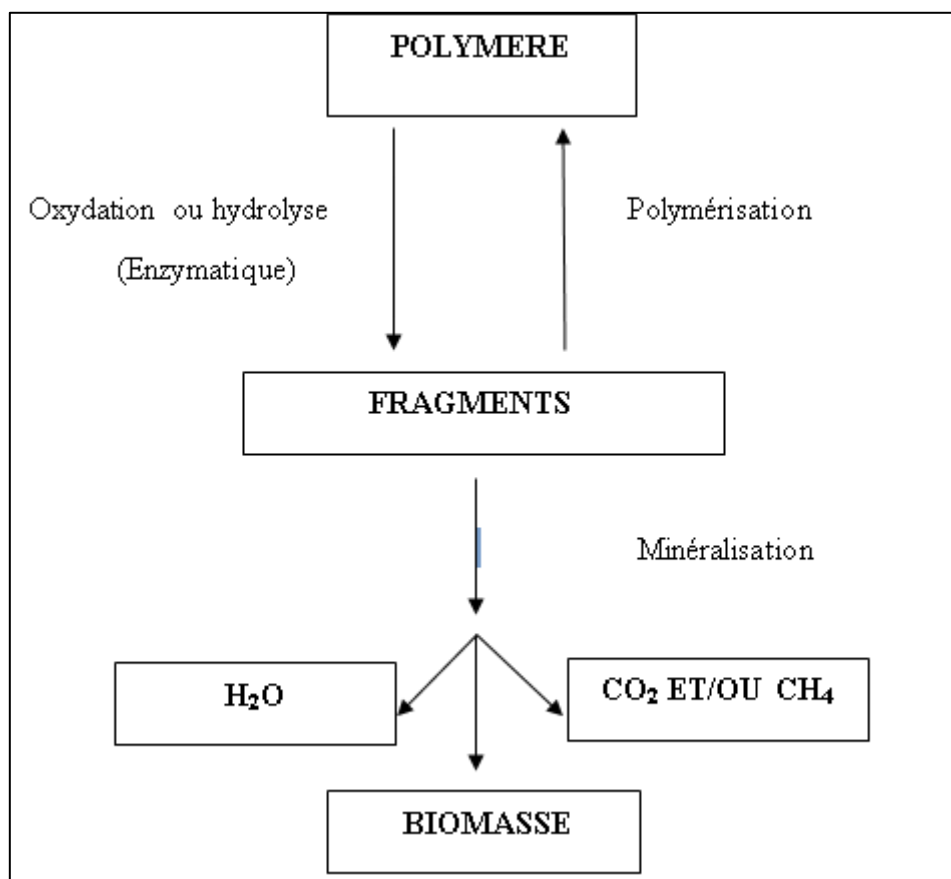 POLYMERE
Oxydation ou hydrolyse
(Enzymatique)
Polymérisation
FRAGMENTS
Minéralisation
H₂O
CO₂ ET/OU CH₄
BIOMASSE